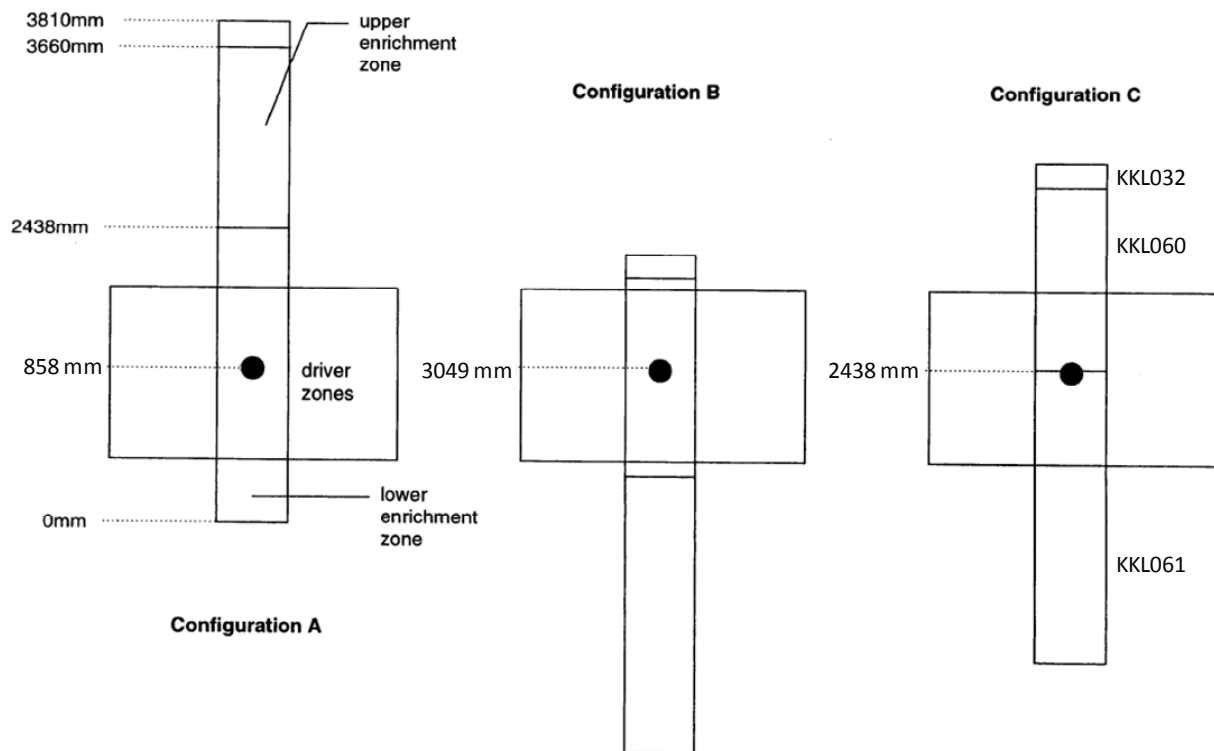 3810mm
3660mm
upper
enrichment
zone
2438mm
858 mm
driver
zones
0mm
lower
enrichment
zone
Configuration A
Configuration B
3049 mm
Configuration C
KKL032
KKL060
2438 mm
KKL061